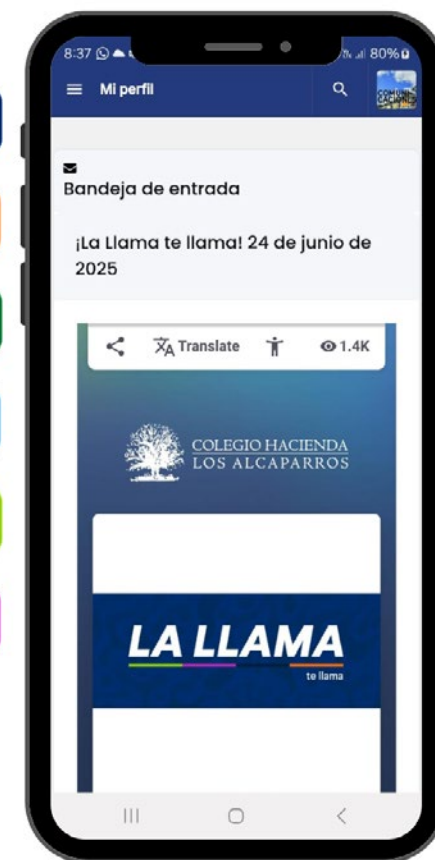 8:37 80%
Mi perfil
Bandeja de entrada
¡La Llama te llama! 24 de junio de
2025
Translate 1.4K
COLEGIO HACIENDA
LOS ALCAPARROS
LA LLAMA
te llama